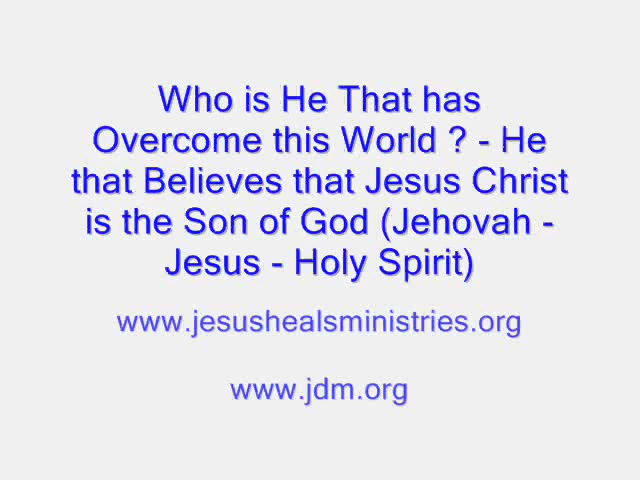 Who is He That has
Overcome this World ? - He
that Believes that Jesus Christ
is the Son of God (Jehovah -
Jesus - Holy Spirit)
www.jesushealsministries.org
www.jdm.org